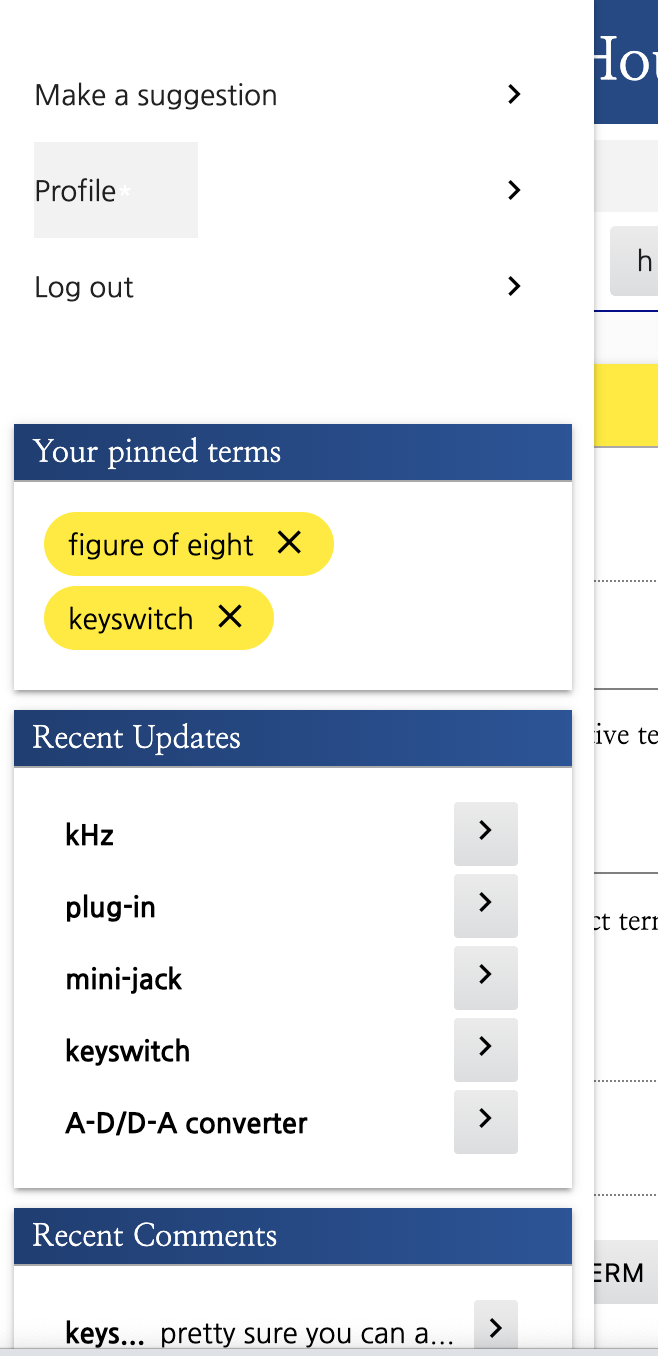 Make a suggestion
Profile *
Log out
Your pinned terms
figure of eight
keyswitch
Recent Updates
kHz
plug-in
mini-jack
keyswitch
A-D/D-A converter
Recent Comments
keys... pretty sure you can a...
h